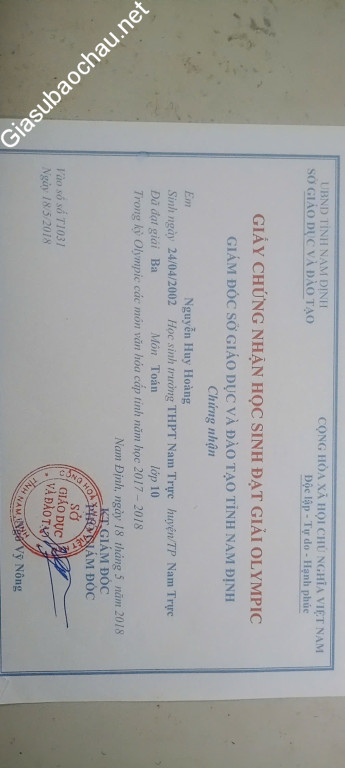 Giasubaochau.net
UBND TỈNH NAM ĐỊNH
SỞ GIÁO DỤC VÀ ĐÀO TẠO
CỘNG HÒA XÃ HỘI CHỦ NGHĨA VIỆT NAM
Độc lập - Tự do - Hạnh phúc
GIẤY CHỨNG NHẬN HỌC SINH ĐẠT GIẢI OLYMPIC
GIÁM ĐỐC SỞ GIÁO DỤC VÀ ĐÀO TẠO TỈNH NAM ĐỊNH
Chứng nhận
Em Nguyễn Huy Hoàng
Sinh ngày 24/04/2002 Học sinh trường THPT Nam Trực huyện/TP Nam Trực
Đã đạt giải Ba Môn Toán lớp 10
Trong kỳ Olympic các môn văn hóa cấp tỉnh năm học 2017 – 2018
Nam Định, ngày 18 tháng 5 năm 2018
Vào sổ số T1031
Ngày 18/5/2018
KT GIÁM ĐỐC
GIÁM ĐỐC
SỞ
GIÁO DỤC
VÀ ĐÀO TẠO
Vỹ Nông